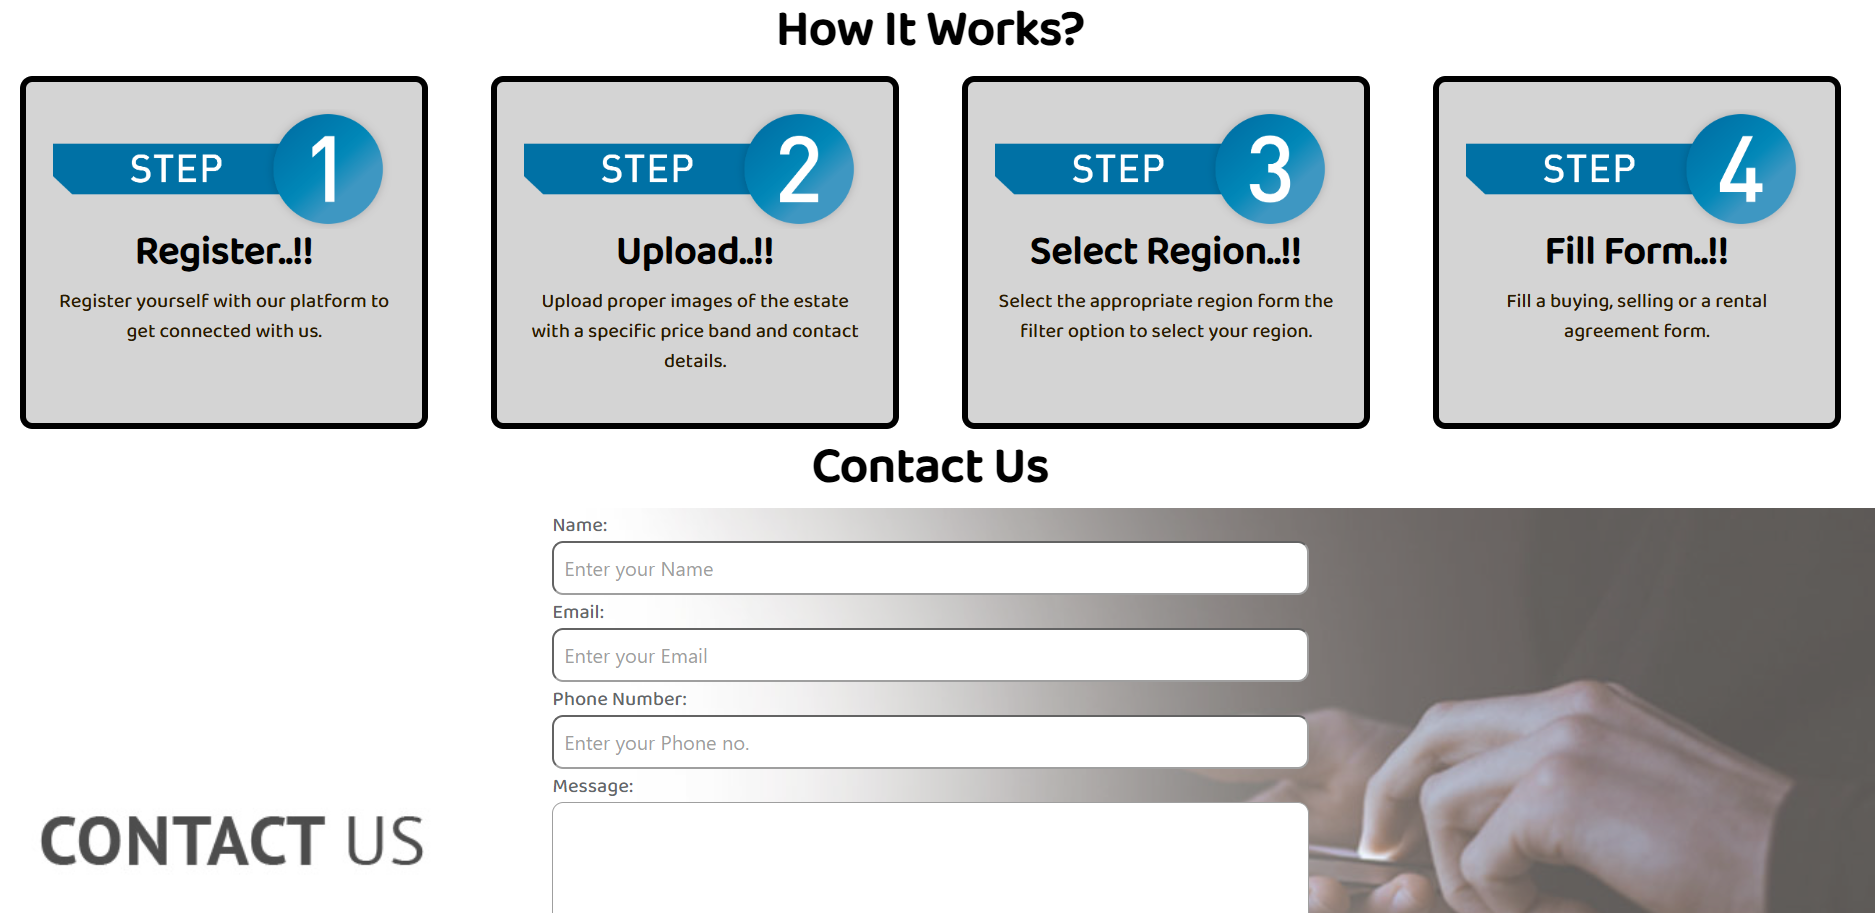 How It Works?
STEP 1
Register..!!
Register yourself with our platform to
get connected with us.
STEP 2
Upload..!!
Upload proper images of the estate
with a specific price band and contact
details.
STEP 3
Select Region..!!
Select the appropriate region form the
filter option to select your region.
STEP 4
Fill Form..!!
Fill a buying, selling or a rental
agreement form.
Contact Us
Name:
Enter your Name
Email:
Enter your Email
Phone Number:
Enter your Phone no.
Message:
CONTACT US